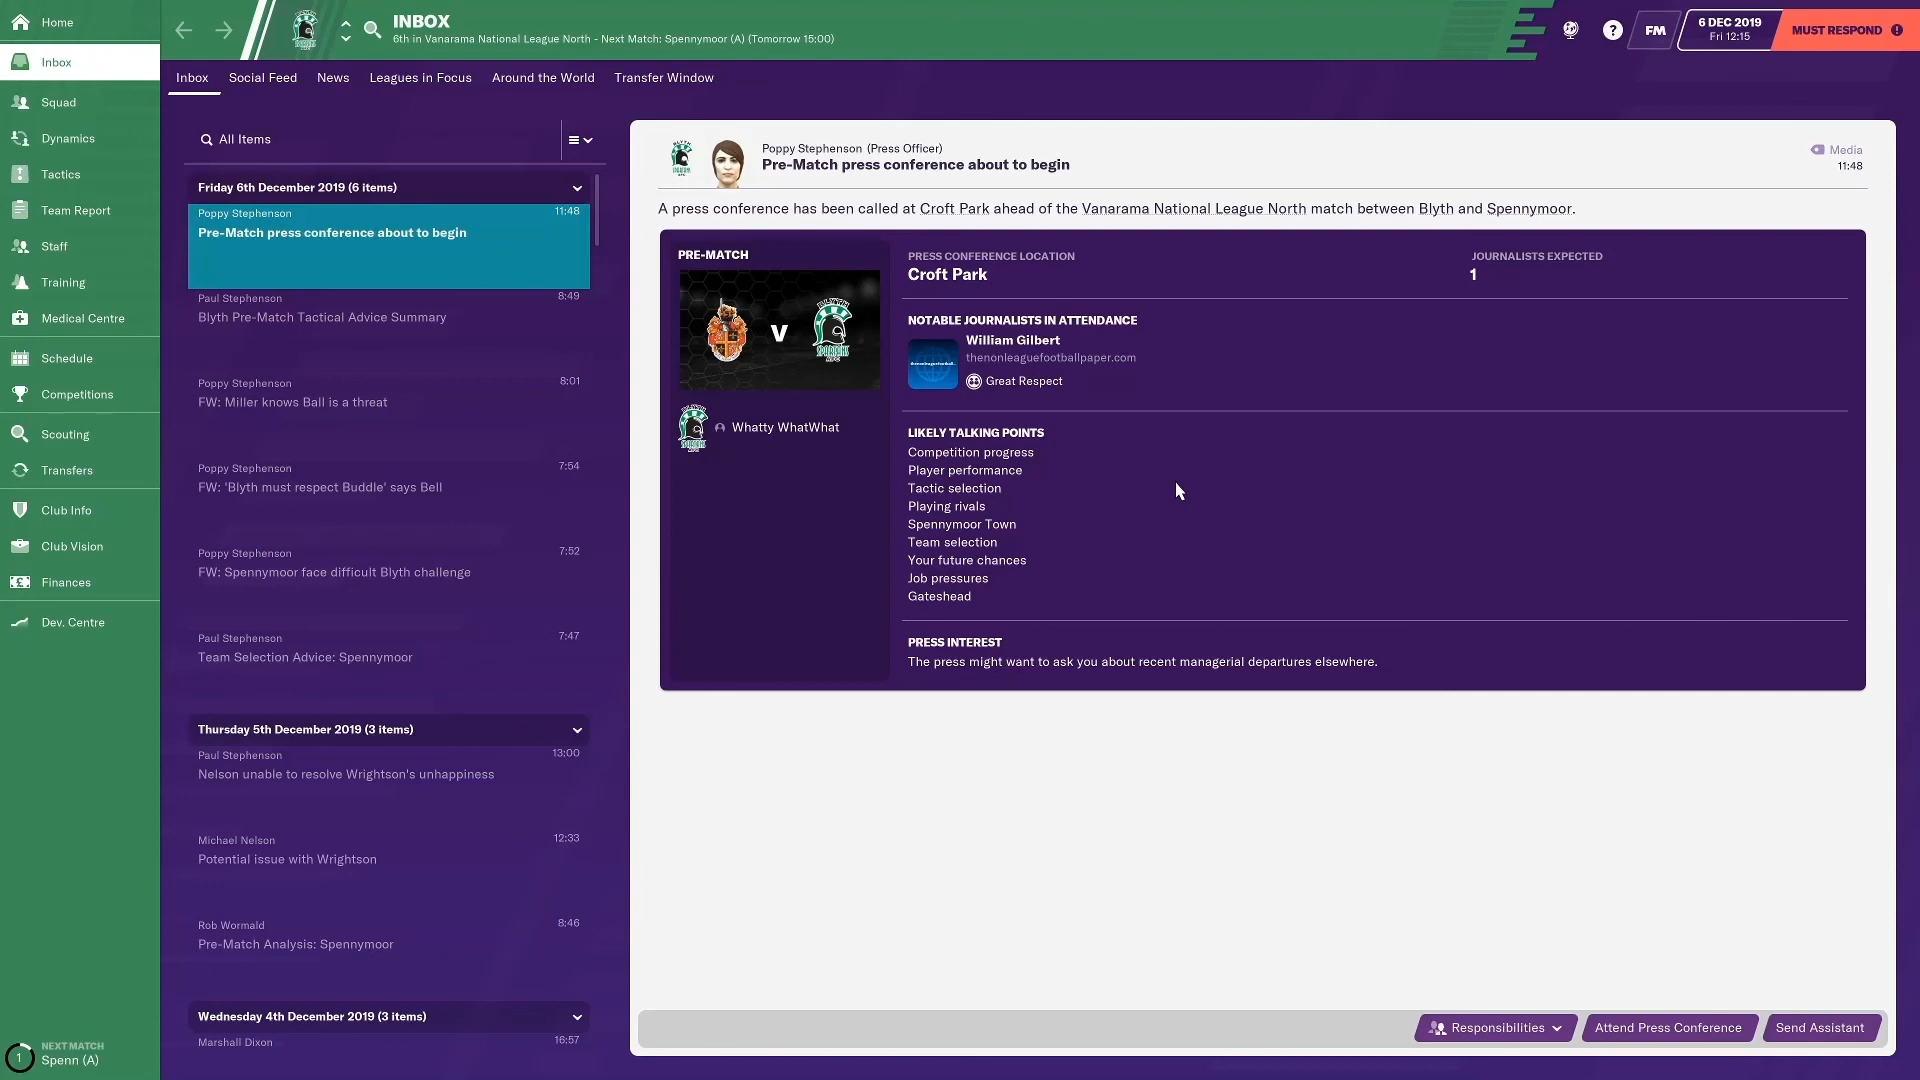 Home
Inbox
Squad
Dynamics
Tactics
Team Report
Staff
Training
Medical Centre
Schedule
Competitions
Scouting
Transfers
Club Info
Club Vision
Finances
Dev. Centre
1
NEXT MATCH
Spenn (A)
INBOX
6th in Vanarama National League North - Next Match: Spennymoor (A) (Tomorrow 15:00)
?
FM
6 DEC 2019
Fri 12:15
MUST RESPOND
Inbox
Social Feed
News
Leagues in Focus
Around the World
Transfer Window
All Items
Friday 6th December 2019 (6 items)
Poppy Stephenson 11:48
Pre-Match press conference about to begin
Paul Stephenson 8:49
Blyth Pre-Match Tactical Advice Summary
Poppy Stephenson 8:01
FW: Miller knows Ball is a threat
Poppy Stephenson 7:54
FW: 'Blyth must respect Buddle' says Bell
Poppy Stephenson 7:52
FW: Spennymoor face difficult Blyth challenge
Paul Stephenson 7:47
Team Selection Advice: Spennymoor
Thursday 5th December 2019 (3 items)
Paul Stephenson 13:00
Nelson unable to resolve Wrightson's unhappiness
Michael Nelson 12:33
Potential issue with Wrightson
Rob Wormald 8:46
Pre-Match Analysis: Spennymoor
Wednesday 4th December 2019 (3 items)
Marshall Dixon 16:57
Poppy Stephenson (Press Officer)
Pre-Match press conference about to begin
Media
11:48
A press conference has been called at Croft Park ahead of the Vanarama National League North match between Blyth and Spennymoor.
PRE-MATCH
V
BLYTH
SPARTANS
AFC
Whatty WhatWhat
PRESS CONFERENCE LOCATION
Croft Park
JOURNALISTS EXPECTED
1
NOTABLE JOURNALISTS IN ATTENDANCE
William Gilbert
thenonleaguefootballpaper.com
Great Respect
LIKELY TALKING POINTS
Competition progress
Player performance
Tactic selection
Playing rivals
Spennymoor Town
Team selection
Your future chances
Job pressures
Gateshead
PRESS INTEREST
The press might want to ask you about recent managerial departures elsewhere.
Responsibilities
Attend Press Conference
Send Assistant